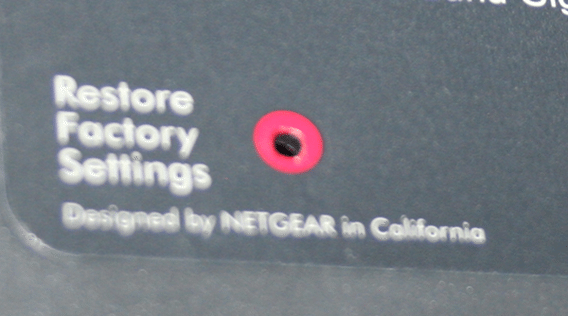 Restore
Factory
Settings
Designed by NETGEAR in California